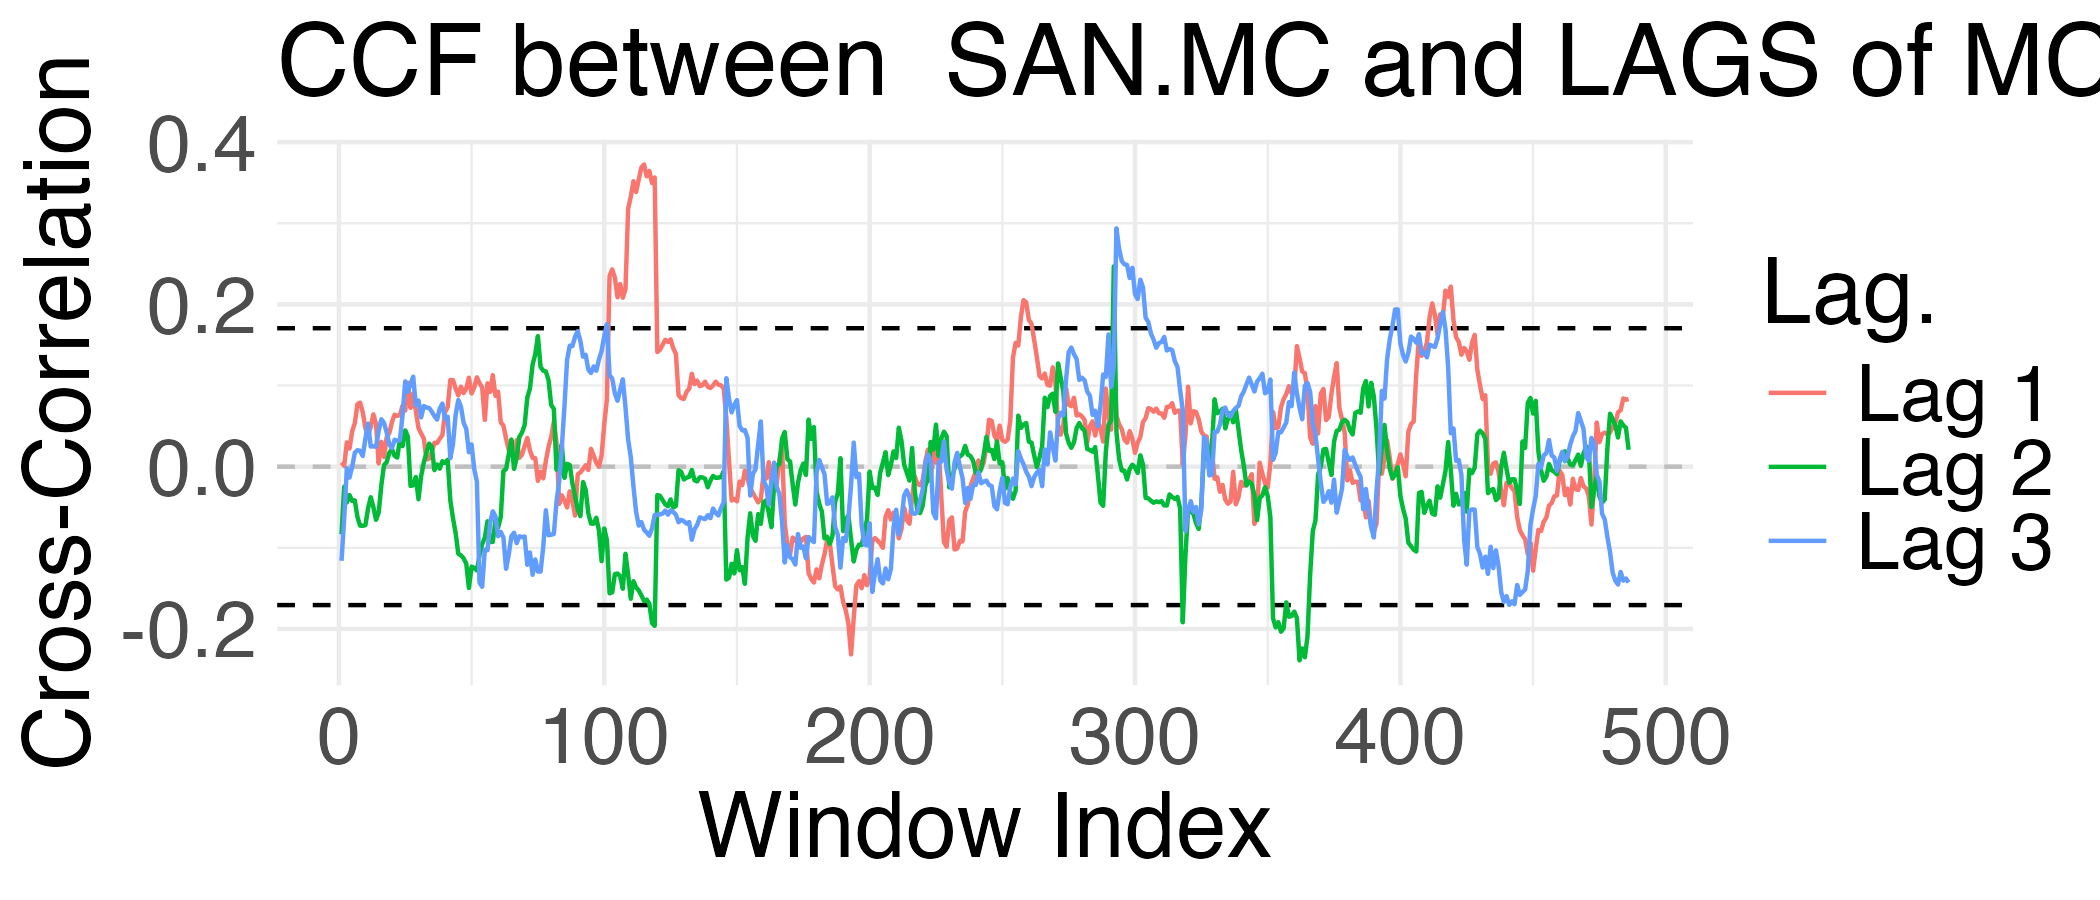 CCF between SAN.MC and LAGS of MC
Cross-Correlation
0.4
0.2
0.0
-0.2
0 100 200 300 400 500
Window Index
Lag.
Lag 1
Lag 2
Lag 3